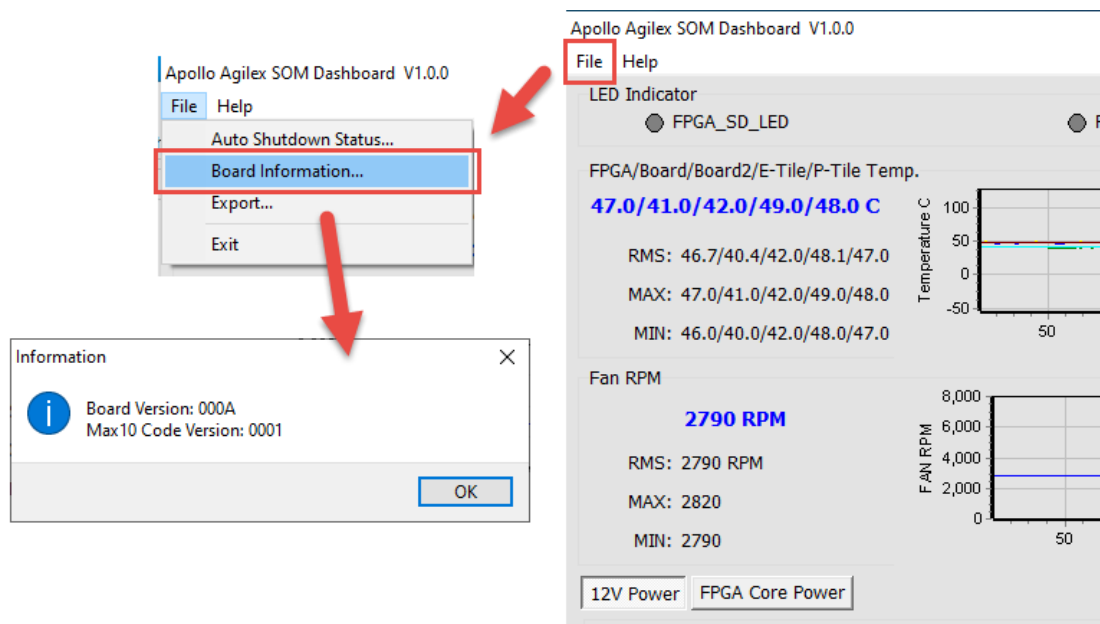 Apollo Agilex SOM Dashboard V1.0.0
File Help
Auto Shutdown Status...
Board Information...
Export...
Exit
Information
Board Version: 000A
Max10 Code Version: 0001
OK
Apollo Agilex SOM Dashboard V1.0.0
File Help
LED Indicator
FPGA_SD_LED
FPGA/Board/Board2/E-Tile/P-Tile Temp.
47.0/41.0/42.0/49.0/48.0 C
RMS: 46.7/40.4/42.0/48.1/47.0
MAX: 47.0/41.0/42.0/49.0/48.0
MIN: 46.0/40.0/42.0/48.0/47.0
Temperature C
100
50
0
-50
50
Fan RPM
2790 RPM
RMS: 2790 RPM
MAX: 2820
MIN: 2790
FAN RPM
8,000
6,000
4,000
2,000
0
50
12V Power FPGA Core Power